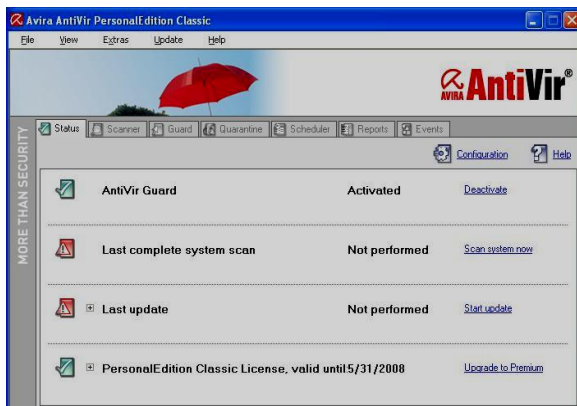 Avira AntiVir PersonalEdition Classic
File View Extras Update Help
AVIRA AntiVir®
MORE THAN SECURITY
Status Scanner Guard Quarantine Scheduler Reports Events
Configuration Help
AntiVir Guard Activated Deactivate
Last complete system scan Not performed Scan system now
Last update Not performed Start update
PersonalEdition Classic License, valid until:5/31/2008 Upgrade to Premium